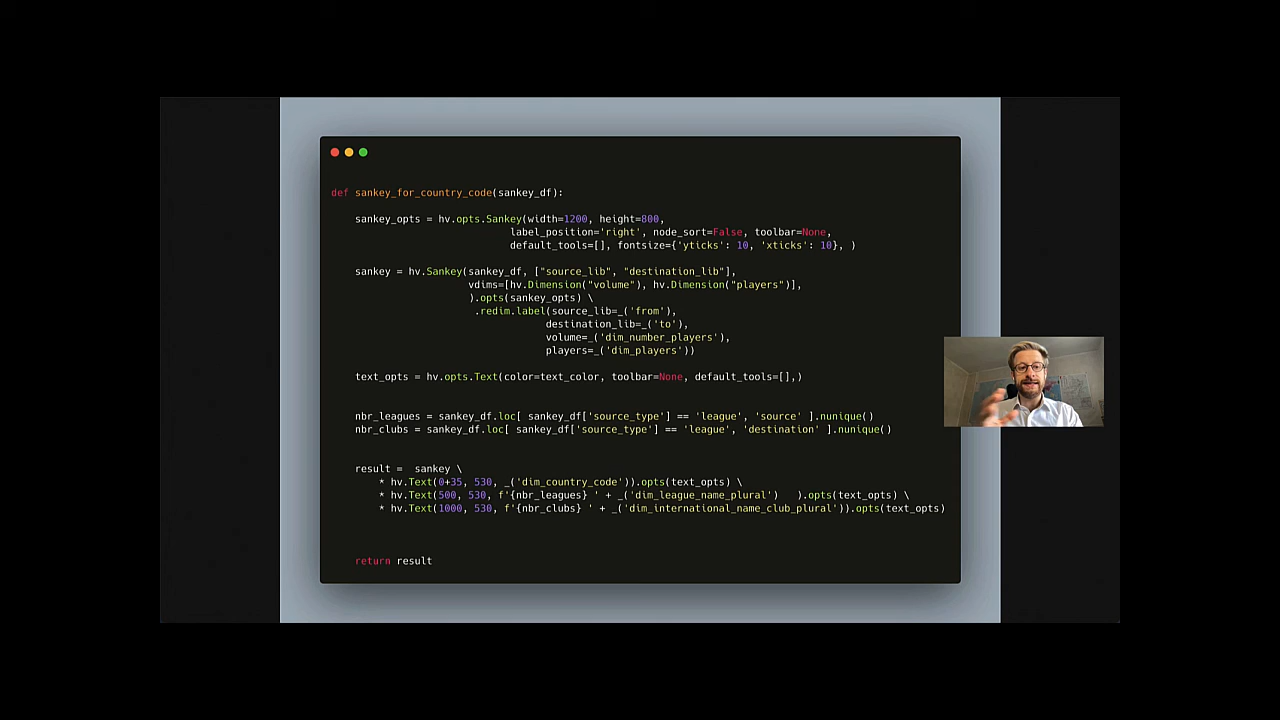 def sankey_for_country_code(sankey_df):
sankey_opts = hv.opts.Sankey(width=1200, height=800,
label_position='right', node_sort=False, toolbar=None,
default_tools=[], fontsize={'yticks': 10, 'xticks': 10}, )
sankey = hv.Sankey(sankey_df, ["source_lib", "destination_lib"],
vdims=[hv.Dimension("volume"), hv.Dimension("players")],
).opts(sankey_opts) \
.redim.label(source_lib=_('from'),
destination_lib=_('to'),
volume=_('dim_number_players'),
players=_('dim_players'))
text_opts = hv.opts.Text(color=text_color, toolbar=None, default_tools=[],)
nbr_leagues = sankey_df.loc[ sankey_df['source_type'] == 'league', 'source' ].nunique()
nbr_clubs = sankey_df.loc[ sankey_df['source_type'] == 'league', 'destination' ].nunique()
result =  sankey \
* hv.Text(0+35, 530, _('dim_country_code')).opts(text_opts) \
* hv.Text(500, 530, f'{nbr_leagues} ' + _('dim_league_name_plural')   ).opts(text_opts) \
* hv.Text(1000, 530, f'{nbr_clubs} ' + _('dim_international_name_club_plural')).opts(text_opts)
return result